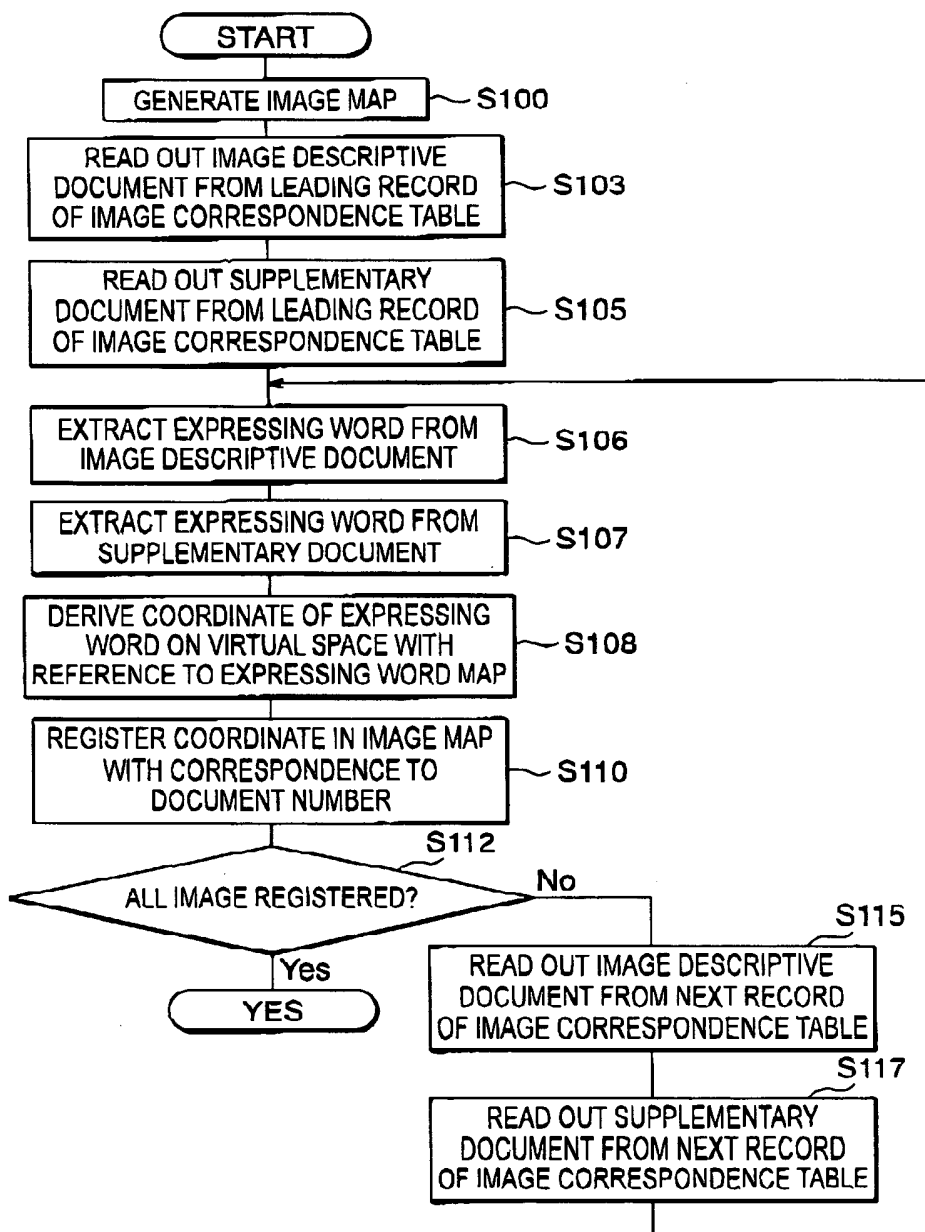 START
GENERATE IMAGE MAP
S100
READ OUT IMAGE DESCRIPTIVE
DOCUMENT FROM LEADING RECORD
OF IMAGE CORRESPONDENCE TABLE
S103
READ OUT SUPPLEMENTARY
DOCUMENT FROM LEADING RECORD
OF IMAGE CORRESPONDENCE TABLE
S105
EXTRACT EXPRESSING WORD FROM
IMAGE DESCRIPTIVE DOCUMENT
S106
EXTRACT EXPRESSING WORD FROM
SUPPLEMENTARY DOCUMENT
S107
DERIVE COORDINATE OF EXPRESSING
WORD ON VIRTUAL SPACE WITH
REFERENCE TO EXPRESSING WORD MAP
S108
REGISTER COORDINATE IN IMAGE MAP
WITH CORRESPONDENCE TO
DOCUMENT NUMBER
S110
S112
ALL IMAGE REGISTERED?
No
Yes
YES
S115
READ OUT IMAGE DESCRIPTIVE
DOCUMENT FROM NEXT RECORD
OF IMAGE CORRESPONDENCE TABLE
S117
READ OUT SUPPLEMENTARY
DOCUMENT FROM NEXT RECORD
OF IMAGE CORRESPONDENCE TABLE